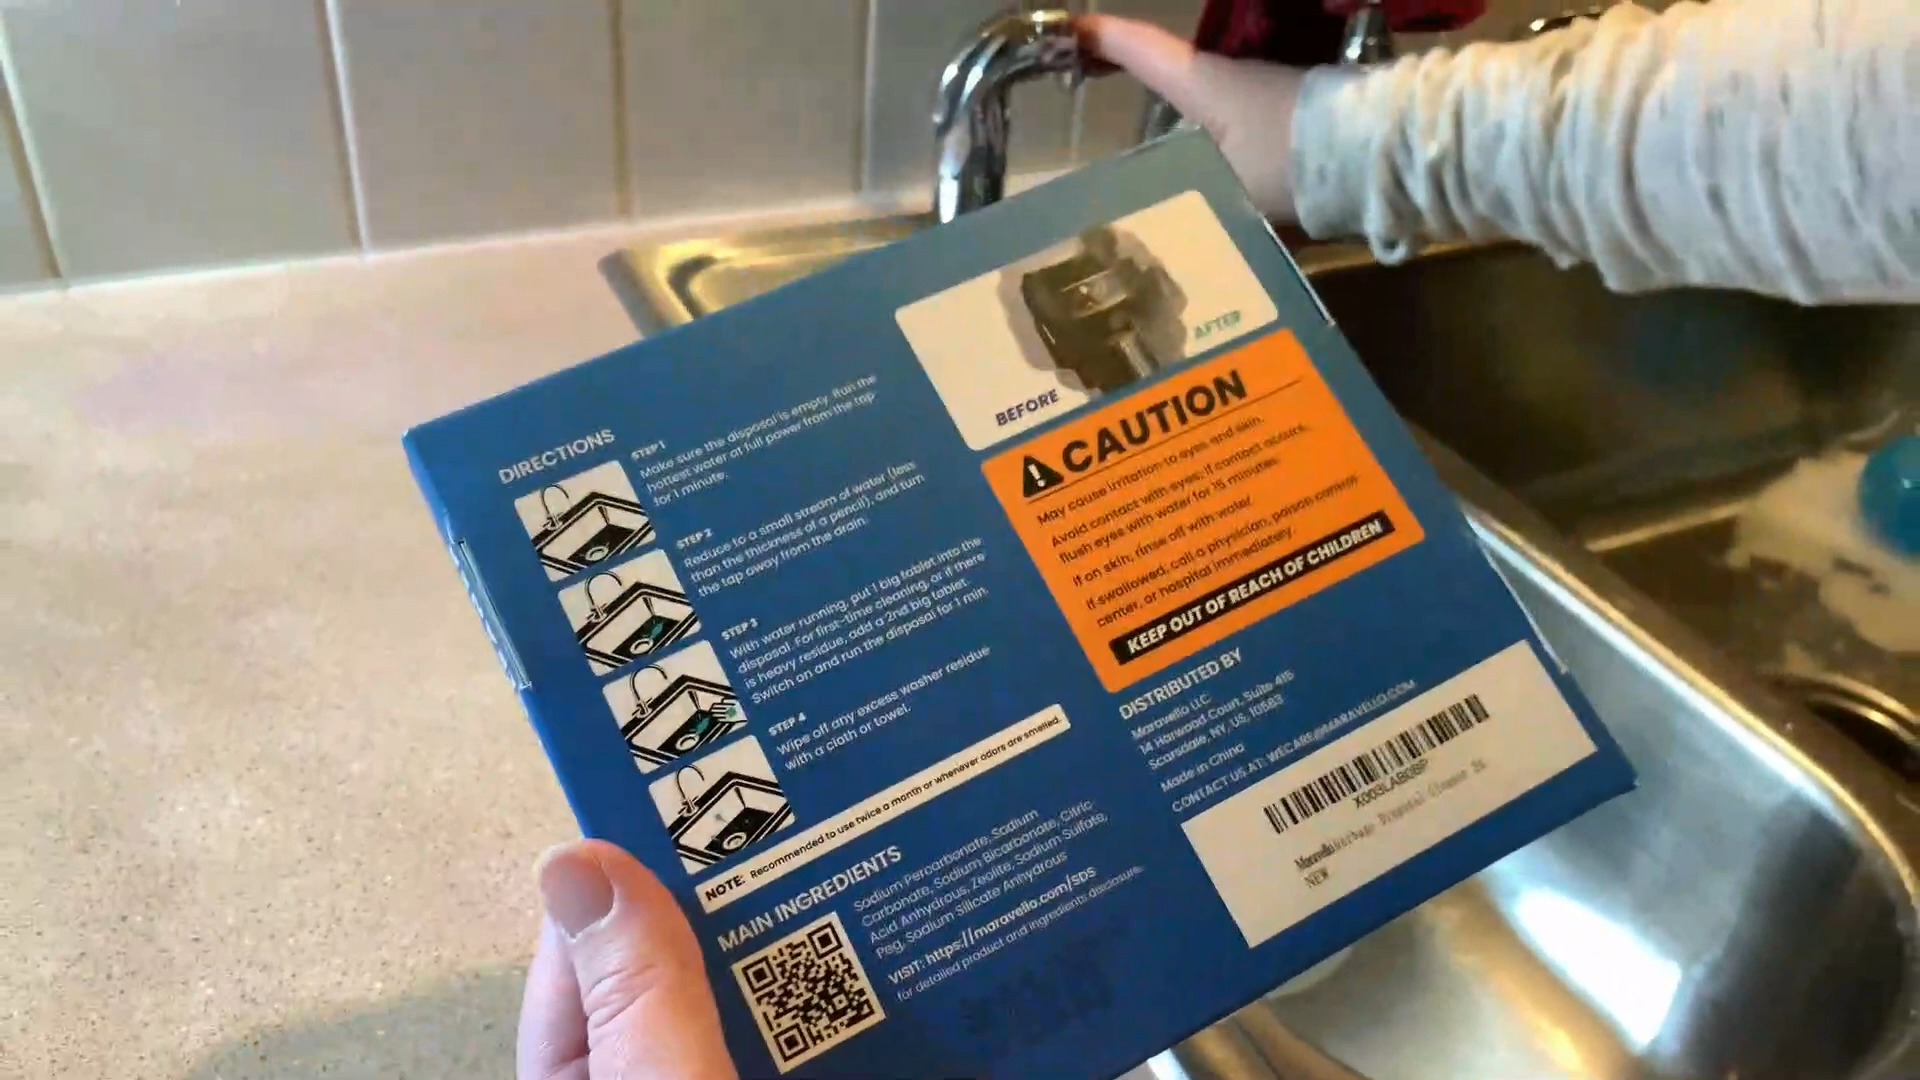 DIRECTIONS
STEP 1
Make sure the disposal is empty. Run the
hottest water at full power from the tap
for 1 minute.
STEP 2
Reduce to a small stream of water (less
than the thickness of a pencil), and turn
the tap away from the drain.
STEP 3
With water running, put 1 big tablet into the
disposal. For first-time cleaning, or if there
is heavy residue, add a 2nd big tablet.
Switch on and run the disposal for 1 min.
STEP 4
Wipe off any excess washer residue
with a cloth or towel.
NOTE: Recommended to use twice a month or whenever odors are smelled.
MAIN INGREDIENTS
Sodium Percarbonate, Sodium
Carbonate, Sodium Bicarbonate, Citric
Acid Anhydrous, Zeolite, Sodium Sulfate,
Peg, Sodium Silicate Anhydrous
VISIT: https://maravello.com/sds
for detailed product and ingredients disclosure.
BEFORE
AFTER
CAUTION
May cause irritation to eyes and skin.
Avoid contact with eyes; if contact occurs,
flush eyes with water for 15 minutes.
If on skin; rinse off with water.
If swallowed; call a physician, poison control
center, or hospital immediately.
KEEP OUT OF REACH OF CHILDREN
DISTRIBUTED BY
Maravello LLC
14 Harwood Court, Suite 415
Scarsdale, NY, US, 10583
Made in China
CONTACT US AT: WECARE@MARAVELLO.COM
X003LAB0BP
Garbage Disposal Cleaner
NEW